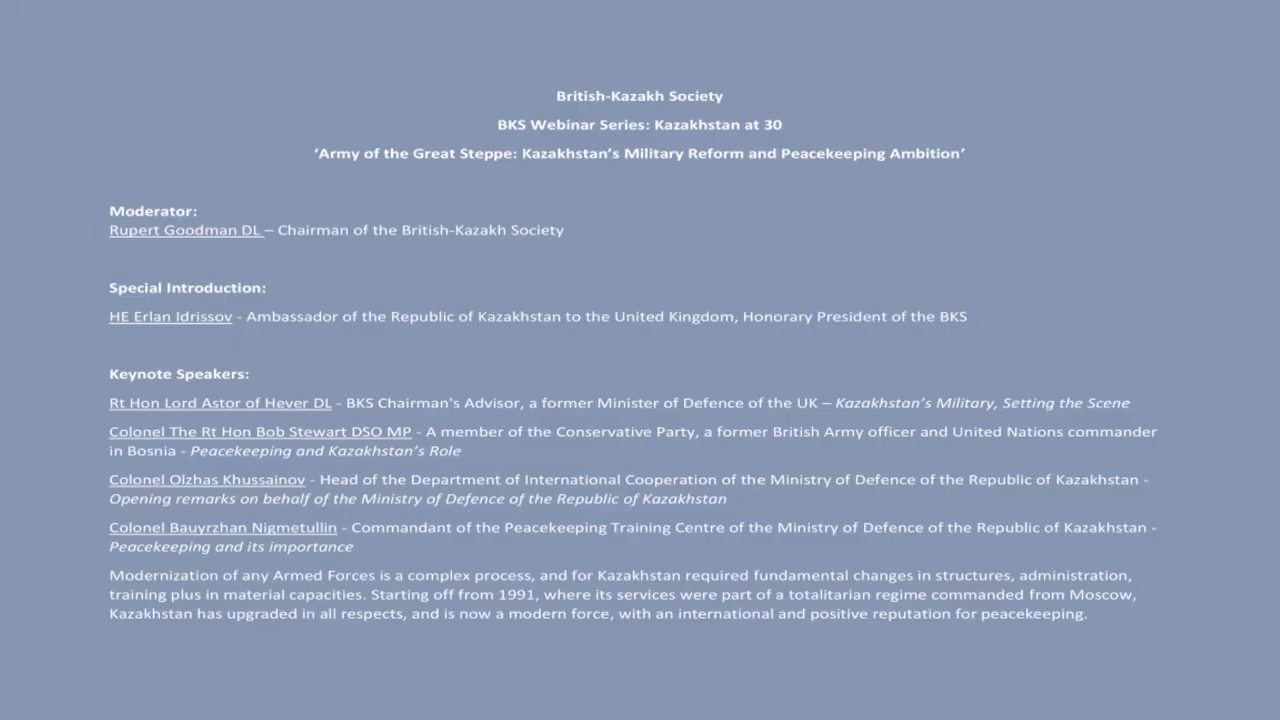 British-Kazakh Society
BKS Webinar Series: Kazakhstan at 30
‘Army of the Great Steppe: Kazakhstan’s Military Reform and Peacekeeping Ambition’
Moderator:
Rupert Goodman DL – Chairman of the British-Kazakh Society
Special Introduction:
HE Erlan Idrissov - Ambassador of the Republic of Kazakhstan to the United Kingdom, Honorary President of the BKS
Keynote Speakers:
Rt Hon Lord Astor of Hever DL - BKS Chairman's Advisor, a former Minister of Defence of the UK – Kazakhstan’s Military, Setting the Scene
Colonel The Rt Hon Bob Stewart DSO MP - A member of the Conservative Party, a former British Army officer and United Nations commander
in Bosnia - Peacekeeping and Kazakhstan’s Role
Colonel Olzhas Khussainov - Head of the Department of International Cooperation of the Ministry of Defence of the Republic of Kazakhstan -
Opening remarks on behalf of the Ministry of Defence of the Republic of Kazakhstan
Colonel Bauyrzhan Nigmetullin - Commandant of the Peacekeeping Training Centre of the Ministry of Defence of the Republic of Kazakhstan -
Peacekeeping and its importance
Modernization of any Armed Forces is a complex process, and for Kazakhstan required fundamental changes in structures, administration,
training plus in material capacities. Starting off from 1991, where its services were part of a totalitarian regime commanded from Moscow,
Kazakhstan has upgraded in all respects, and is now a modern force, with an international and positive reputation for peacekeeping.